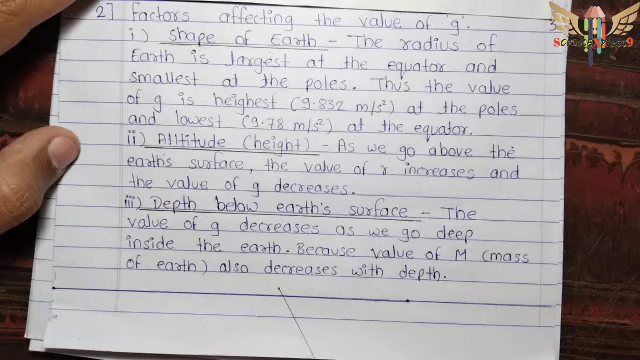 2] Factors affecting the value of 'g'.
i) Shape of Earth - The radius of
Earth is largest at the equator and
smallest at the poles. Thus the value
of g is heighest (9.832 m/s²) at the poles
and lowest (9.78 m/s²) at the equator.
ii) Altitude (height) - As we go above the
earth's surface, the value of r increases and
the value of g decreases.
iii) Depth below earth's surface - The
value of g decreases as we go deep
inside the earth. Because value of M (mass
of earth) also decreases with depth.